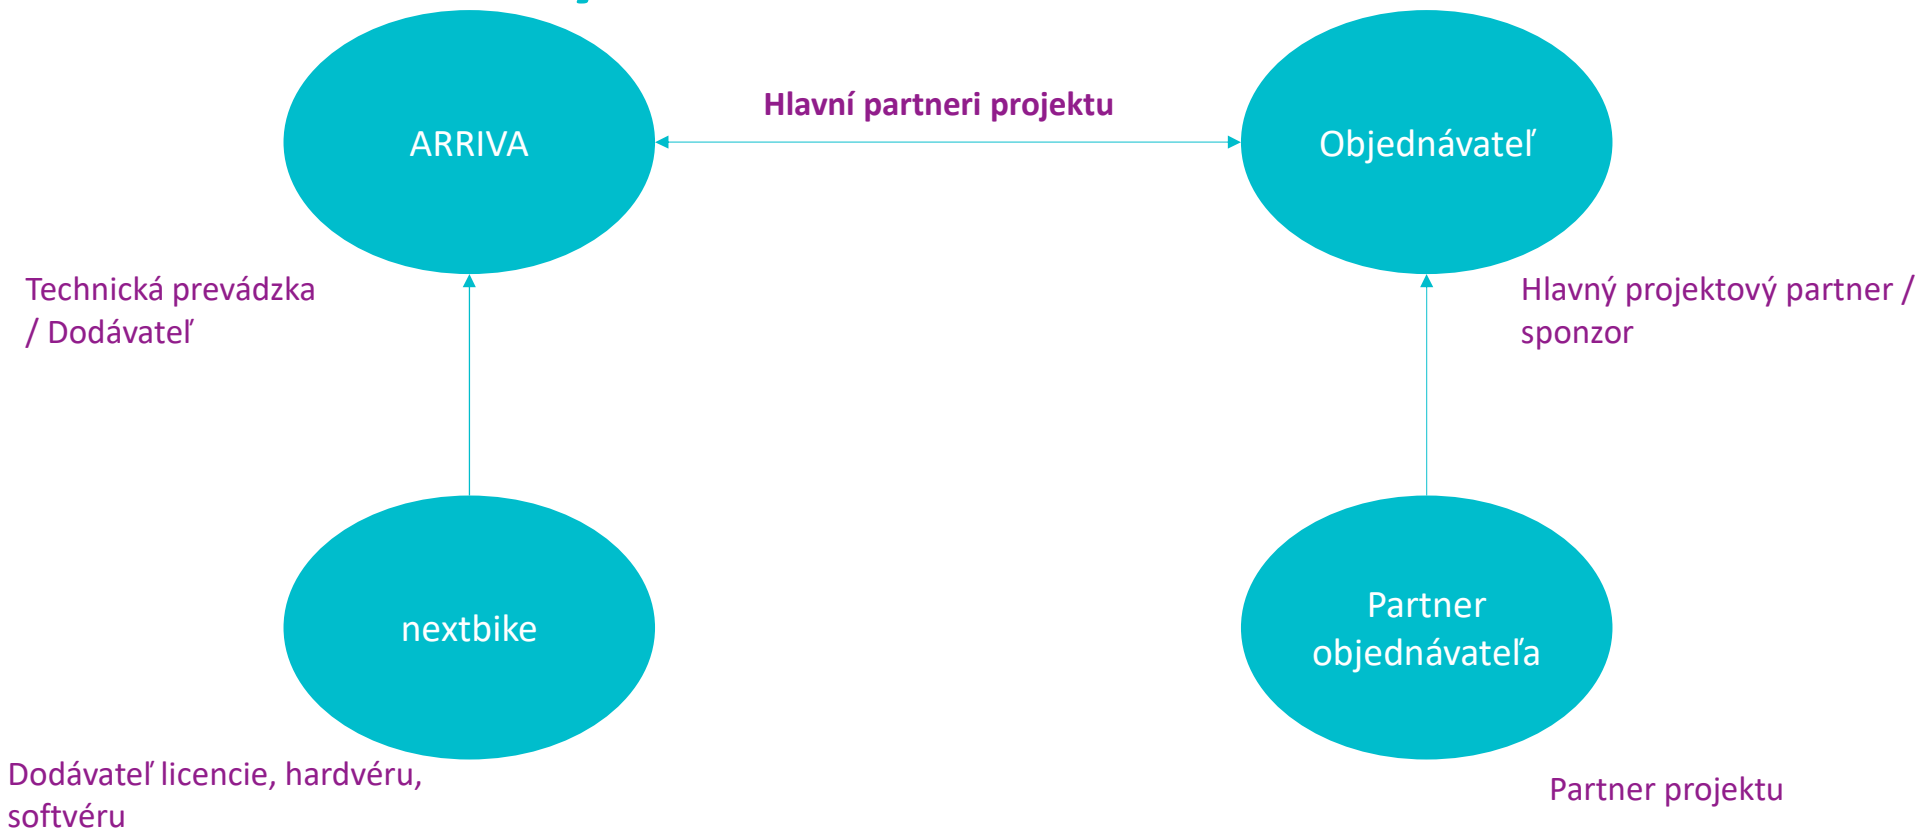 Hlavní partneri projektu
ARRIVA
Objednávateľ
Technická prevádzka
/ Dodávateľ
Hlavný projektový partner /
sponzor
nextbike
Partner
objednávateľa
Dodávateľ licencie, hardvéru,
softvéru
Partner projektu